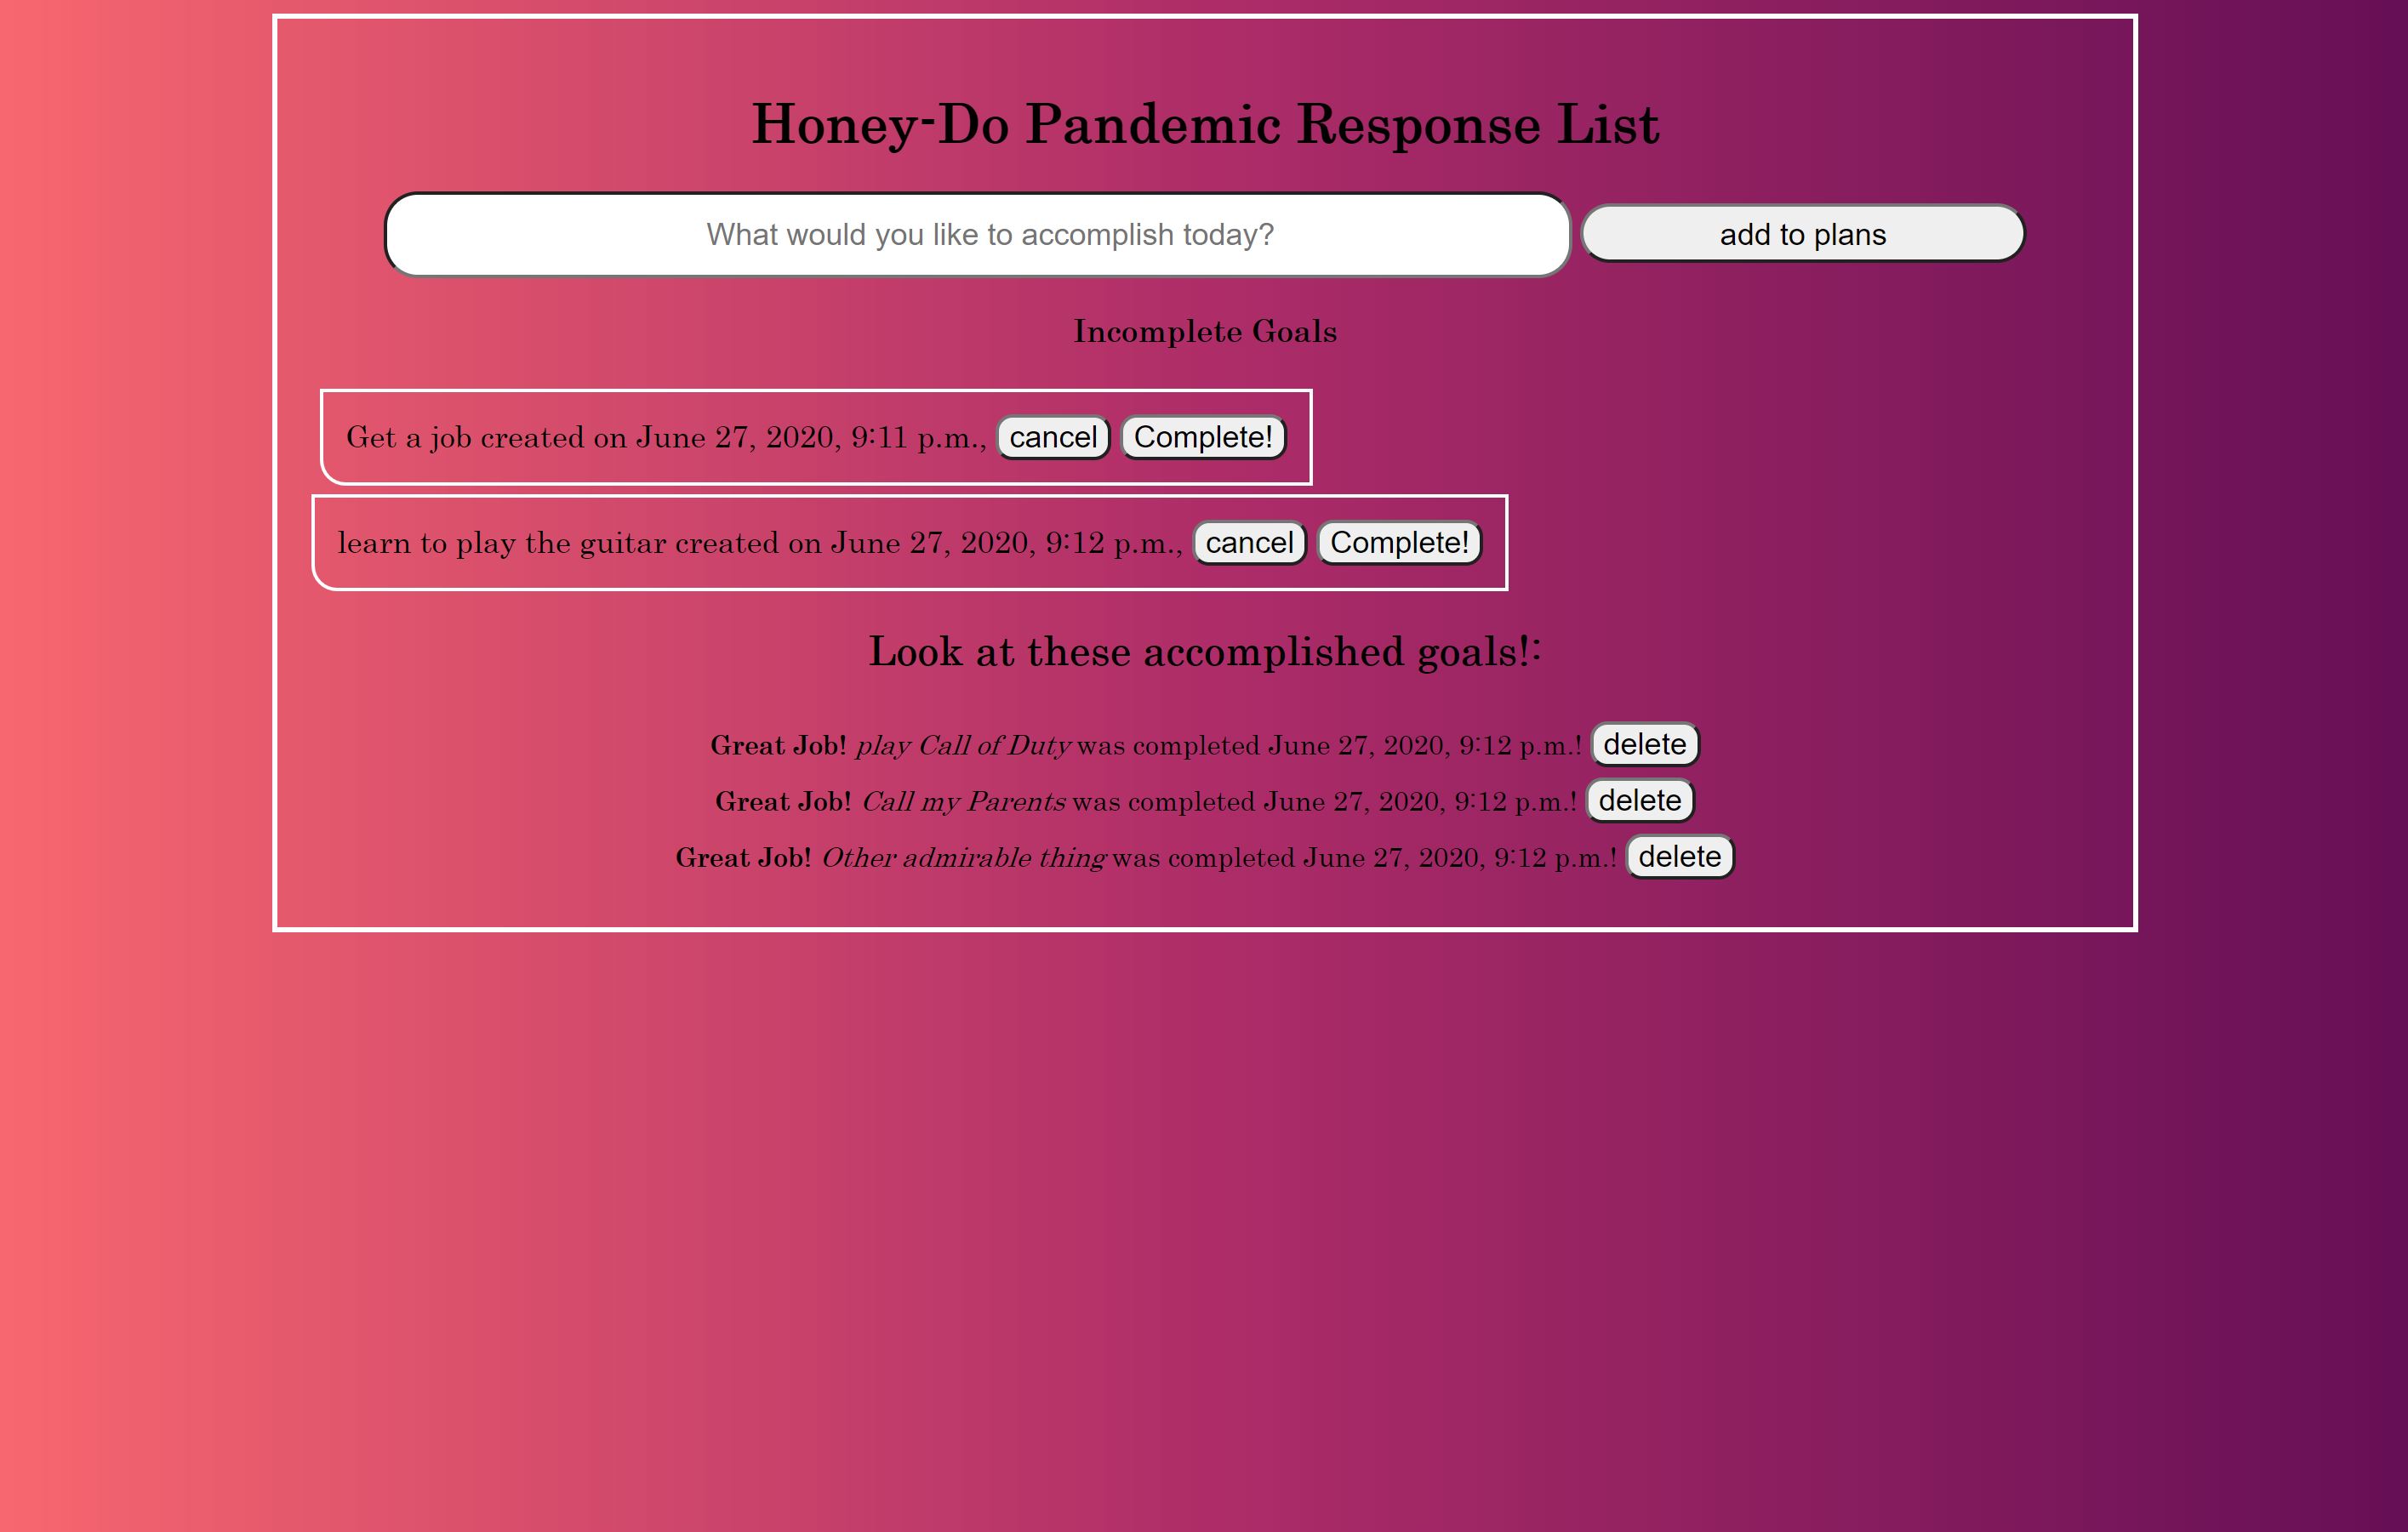 Honey-Do Pandemic Response List
What would you like to accomplish today? add to plans
Incomplete Goals
Get a job created on June 27, 2020, 9:11 p.m., cancel Complete!
learn to play the guitar created on June 27, 2020, 9:12 p.m., cancel Complete!
Look at these accomplished goals!:
Great Job! play Call of Duty was completed June 27, 2020, 9:12 p.m.! delete
Great Job! Call my Parents was completed June 27, 2020, 9:12 p.m.! delete
Great Job! Other admirable thing was completed June 27, 2020, 9:12 p.m.! delete